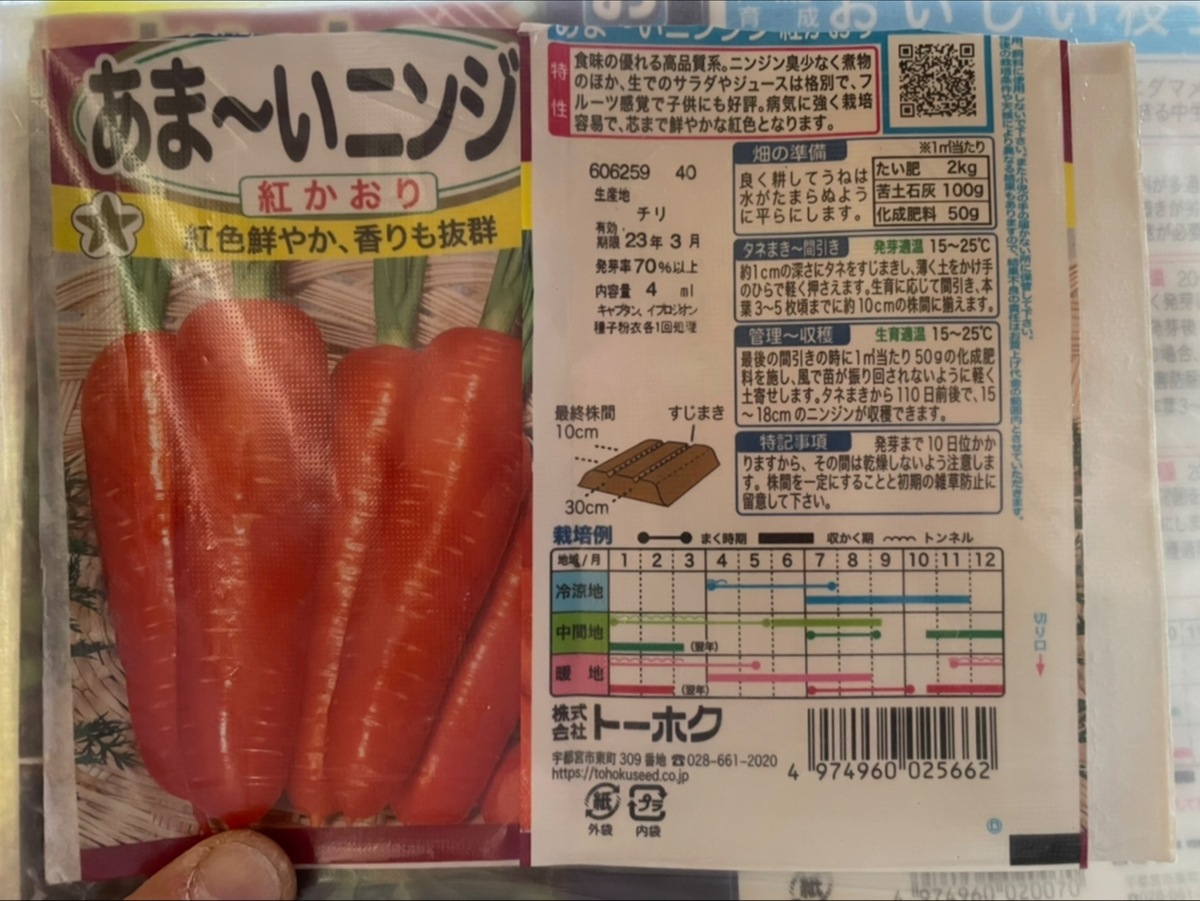 あま〜いニンジ
紅かおり
紅色鮮やか、香りも抜群
育成おいしい
特性
食味の優れる高品質系。ニンジン臭少なく煮物
のほか、生でのサラダやジュースは格別で、フ
ルーツ感覚で子供にも好評。病気に強く栽培
容易で、芯まで鮮やかな紅色となります。
606259 40
生産地
チリ
有効期限 23年 3月
発芽率70%以上
内容量 4 ml
キャプタン、イプロジオン
種子粉衣各1回処理
畑の準備
※1㎡当たり
良く耕してうねは
水がたまらぬよう
に平らにします。
たい肥 2kg
苦土石灰 100g
化成肥料 50g
タネまき〜間引き 発芽適温 15〜25℃
約1cmの深さにタネをすじまきし、薄く土をかけ手
のひらで軽く押さえます。生育に応じて間引き、本
葉3〜5枚頃までに約10cmの株間に揃えます。
管理〜収穫 生育適温 15〜25℃
最後の間引きの時に1㎡当たり50gの化成肥
料を施し、風で苗が振り回されないように軽く
土寄せします。タネまきから110日前後で、15
〜18cmのニンジンが収穫できます。
特記事項 発芽まで10日位かか
りますから、その間は乾燥しないよう注意しま
す。株間を一定にすることと初期の雑草防止に
留意して下さい。
最終株間
10cm
すじまき
30cm
栽培例 まく時期 収かく期 トンネル
地域/月 1 2 3 4 5 6 7 8 9 10 11 12
冷涼地
中間地
(翌年)
暖地
(翌年)
切り口
株式会社トーホク
宇都宮市東町309番地 ☎028-661-2020
https://tohokuseed.co.jp
4 974960 025662
紙
外袋
プラ
内袋
4 974960 020070